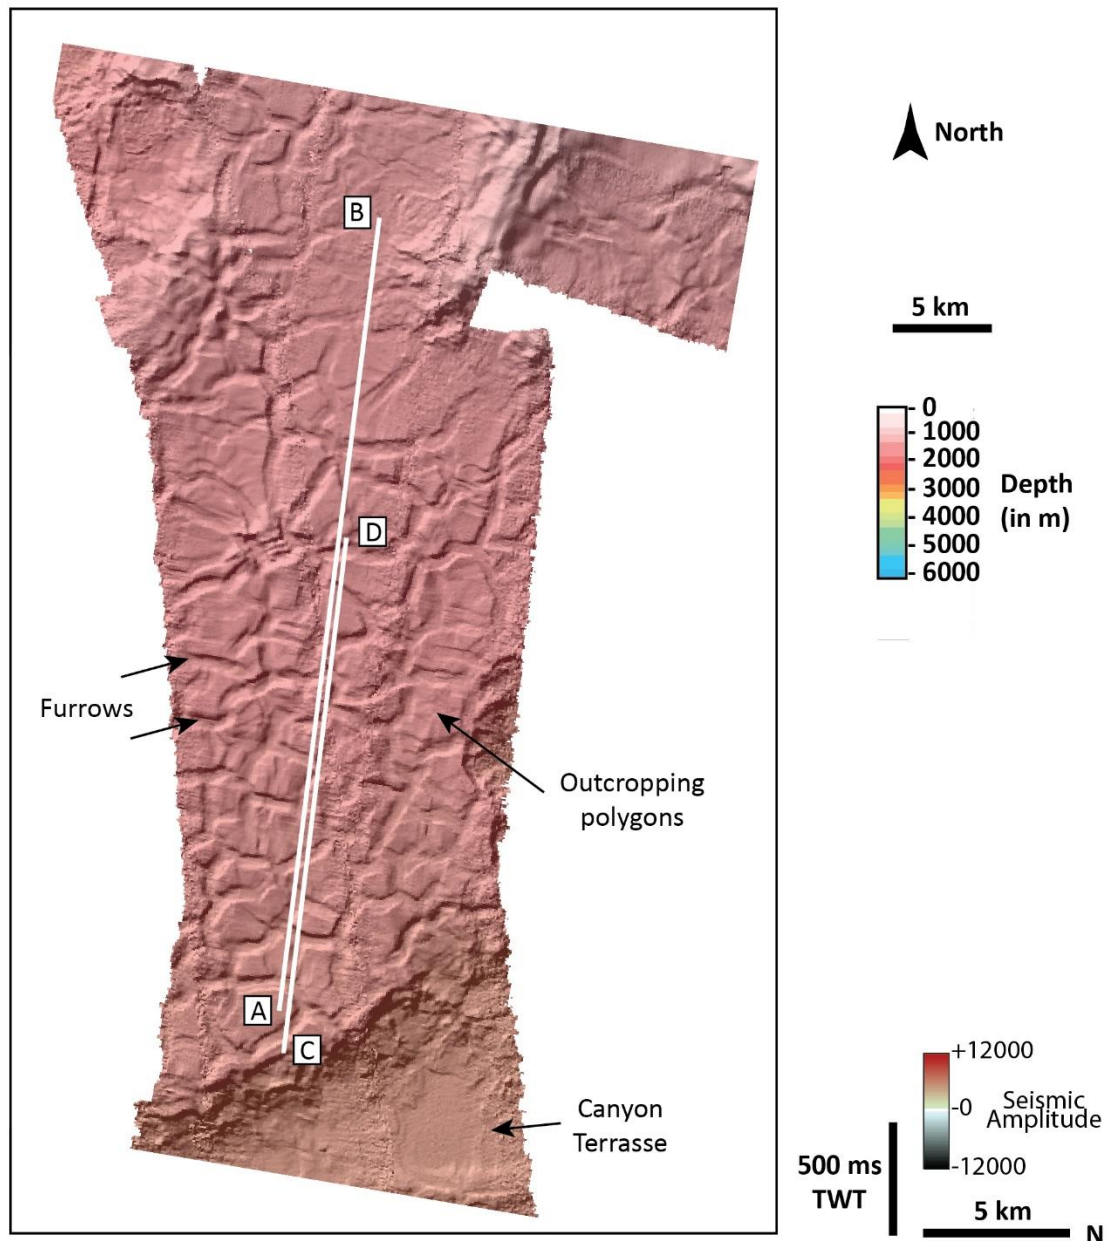 B
D
Furrows
Outcropping
polygons
A
C
Canyon
Terrasse
North
5 km
0
- 1000
- 2000
- 3000
- 4000
- 5000
- 6000
Depth
(in m)
+12000
-0
-12000
Seismic
Amplitude
500 ms
TWT
5 km
N